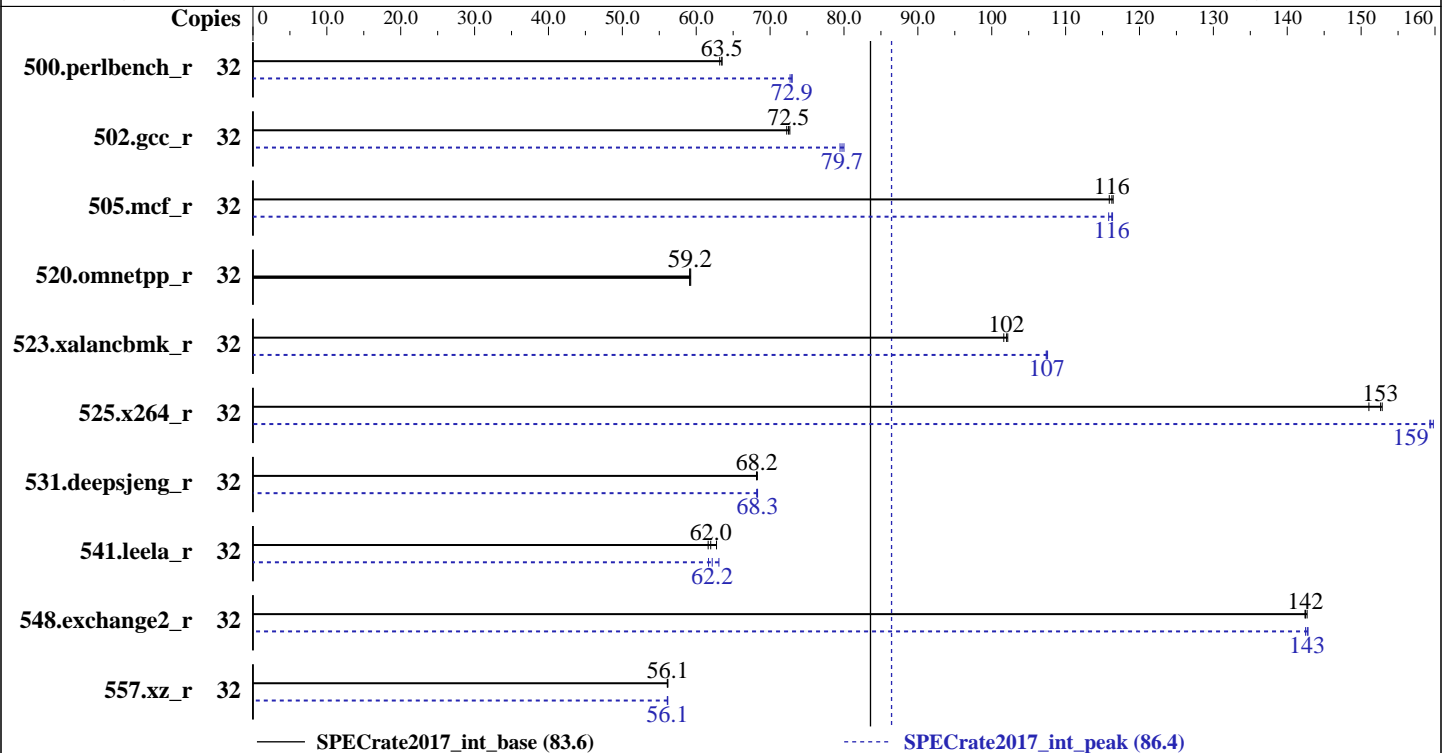 Copies 0 10.0 20.0 30.0 40.0 50.0 60.0 70.0 80.0 90.0 100 110 120 130 140 150 160
63.5
500.perlbench_r 32
72.9
72.5
502.gcc_r 32
79.7
116
505.mcf_r 32
116
59.2
520.omnetpp_r 32
102
523.xalancbmk_r 32
107
153
525.x264_r 32
159
68.2
531.deepsjeng_r 32
68.3
62.0
541.leela_r 32
62.2
142
548.exchange2_r 32
143
56.1
557.xz_r 32
56.1
SPECrate2017_int_base (83.6) SPECrate2017_int_peak (86.4)